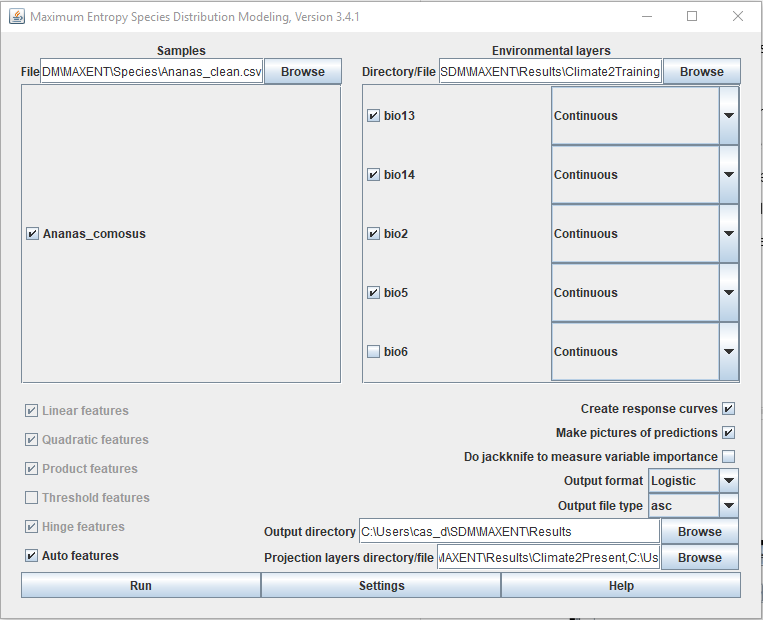 Maximum Entropy Species Distribution Modeling, Version 3.4.1
Samples
File DM\MAXENT\Species\Ananas_clean.csv Browse
Ananas_comosus
Environmental layers
Directory/File SDM\MAXENT\Results\Climate2Training Browse
bio13 Continuous
bio14 Continuous
bio2 Continuous
bio5 Continuous
bio6 Continuous
Linear features
Quadratic features
Product features
Threshold features
Hinge features
Auto features
Create response curves
Make pictures of predictions
Do jackknife to measure variable importance
Output format Logistic
Output file type asc
Output directory C:\Users\cas_d\SDM\MAXENT\Results Browse
Projection layers directory/file MAXENT\Results\Climate2Present,C:\Us Browse
Run Settings Help